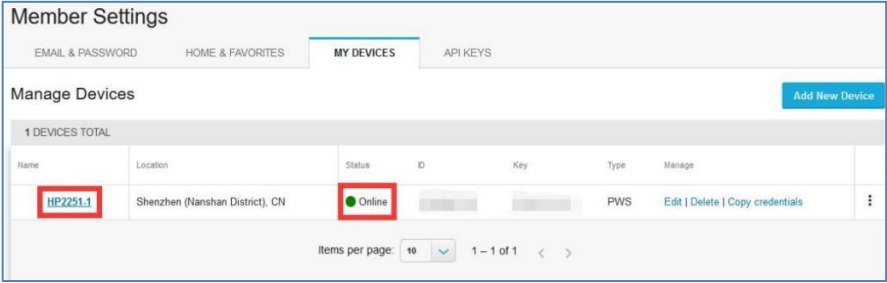 Member Settings
EMAIL & PASSWORD HOME & FAVORITES MY DEVICES API KEYS
Manage Devices Add New Device
1 DEVICES TOTAL
Name Location Status ID Key Type Manage
HP2251-1 Shenzhen (Nanshan District), CN Online PWS Edit | Delete | Copy credentials
Items per page: 10 1 – 1 of 1